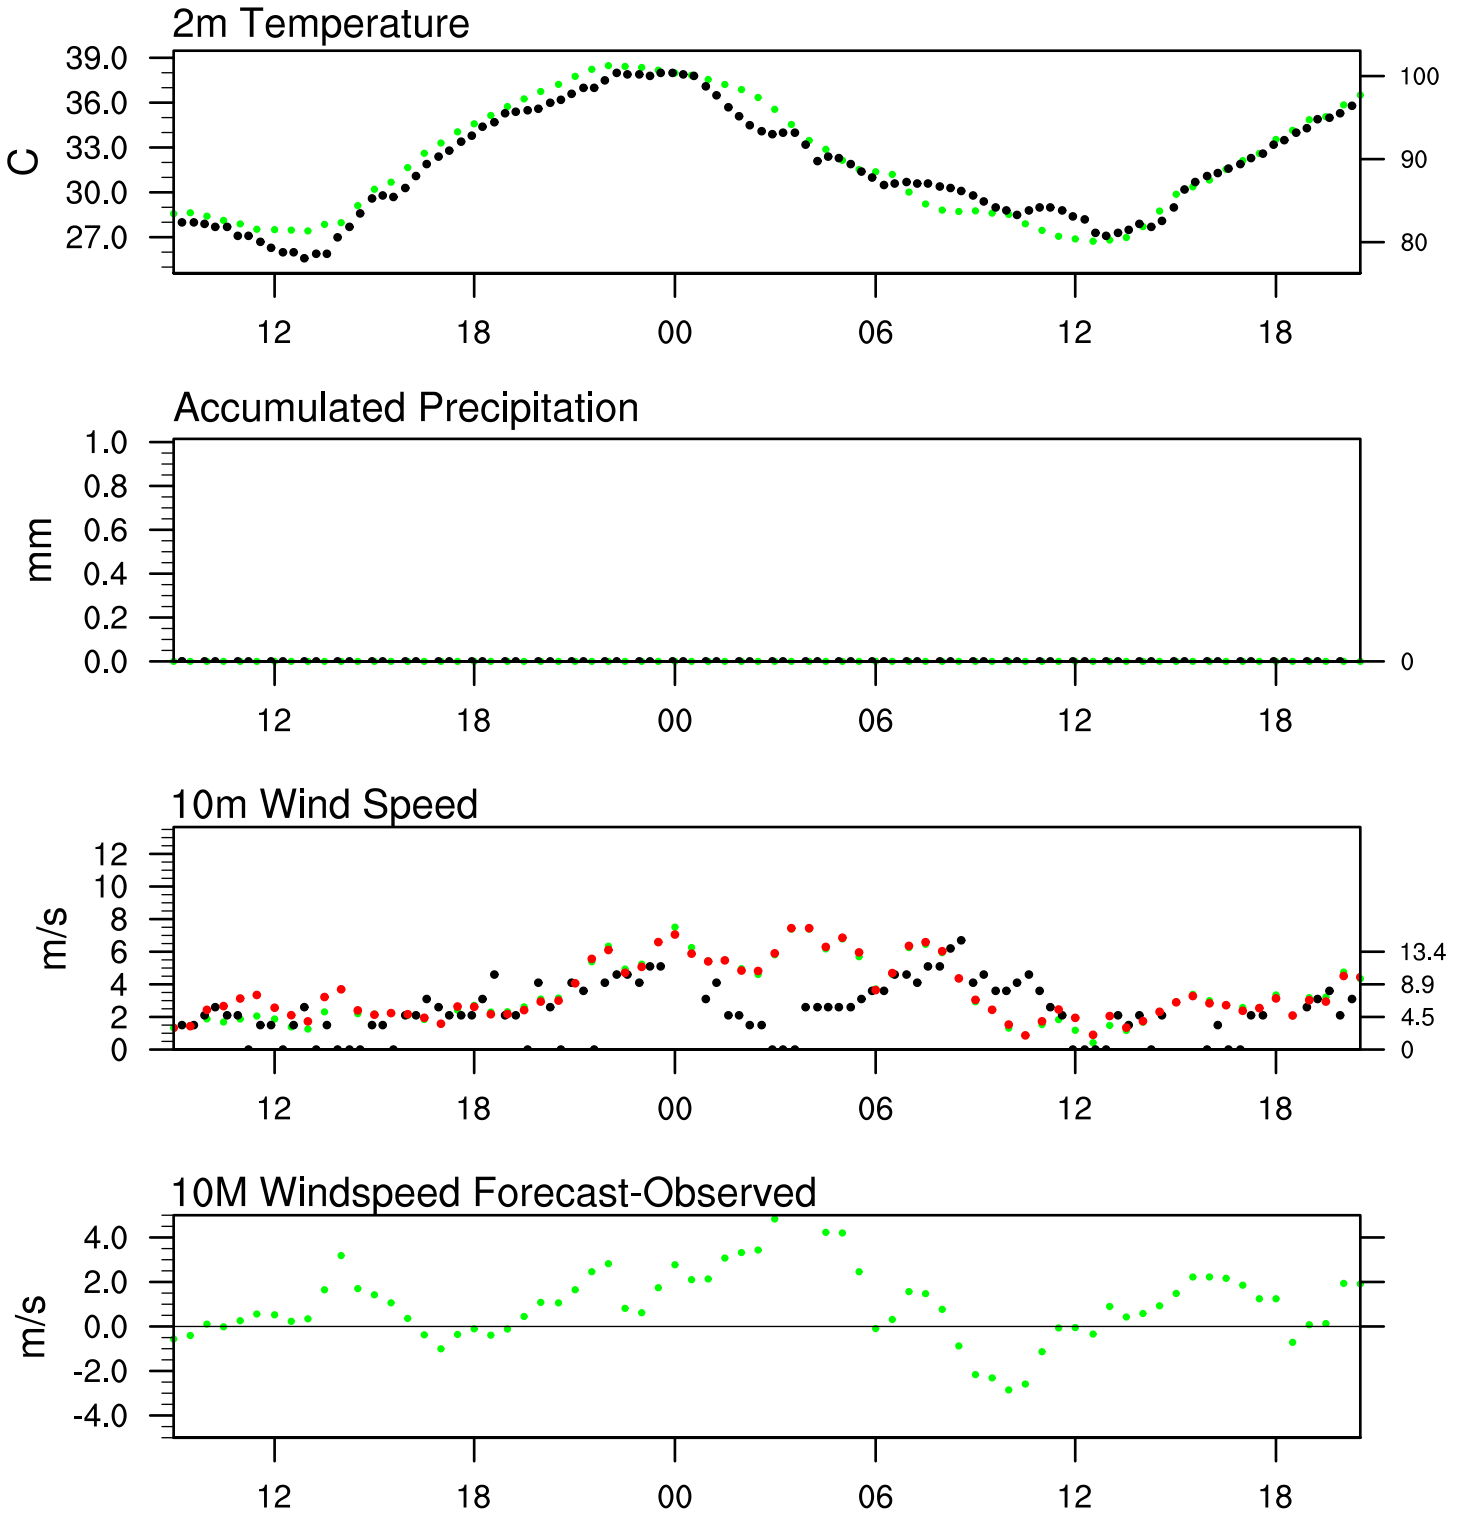 2m Temperature
39.0
36.0
33.0
30.0
27.0
C
100
90
80
12 18 00 06 12 18
Accumulated Precipitation
1.0
0.8
0.6
0.4
0.2
0.0
mm
0
12 18 00 06 12 18
10m Wind Speed
12
10
8
6
4
2
0
m/s
13.4
8.9
4.5
0
12 18 00 06 12 18
10M Windspeed Forecast-Observed
4.0
2.0
0.0
-2.0
-4.0
m/s
12 18 00 06 12 18